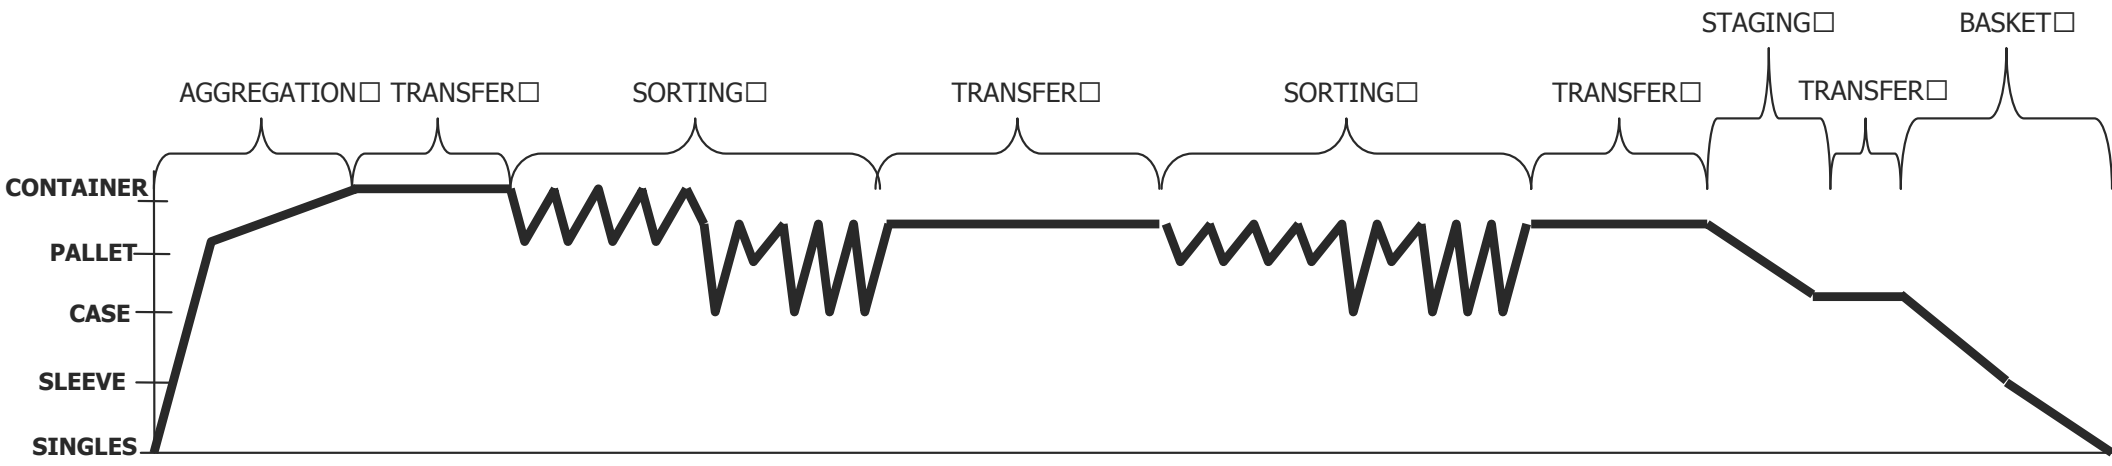 STAGING□ BASKET□
AGGREGATION□ TRANSFER□ SORTING□ TRANSFER□ SORTING□ TRANSFER□ TRANSFER□
CONTAINER
PALLET
CASE
SLEEVE
SINGLES